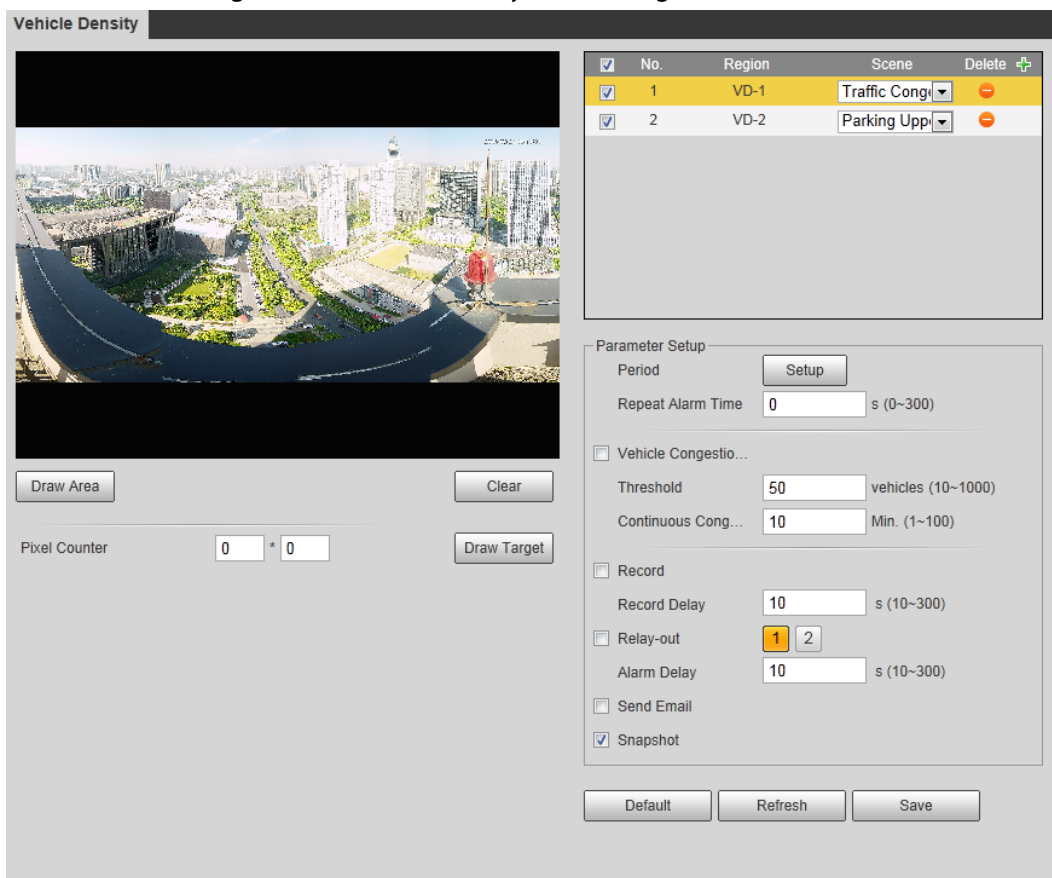 Vehicle Density
No. Region Scene Delete
1 VD-1 Traffic Cong
2 VD-2 Parking Upp
Parameter Setup
Period Setup
Repeat Alarm Time 0 s (0~300)
Vehicle Congestio...
Draw Area Clear
Threshold 50 vehicles (10~1000)
Continuous Cong... 10 Min. (1~100)
Pixel Counter 0 * 0 Draw Target
Record
Record Delay 10 s (10~300)
Relay-out 1 2
Alarm Delay 10 s (10~300)
Send Email
Snapshot
Default Refresh Save